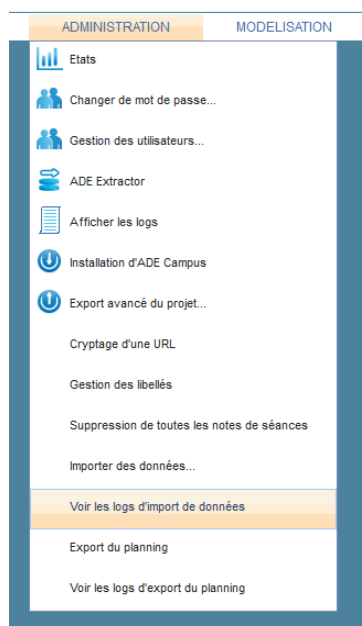 ADMINISTRATION MODELISATION
Etats
Changer de mot de passe...
Gestion des utilisateurs...
ADE Extractor
Afficher les logs
Installation d'ADE Campus
Export avancé du projet...
Cryptage d'une URL
Gestion des libellés
Suppression de toutes les notes de séances
Importer des données...
Voir les logs d'import de données
Export du planning
Voir les logs d'export du planning